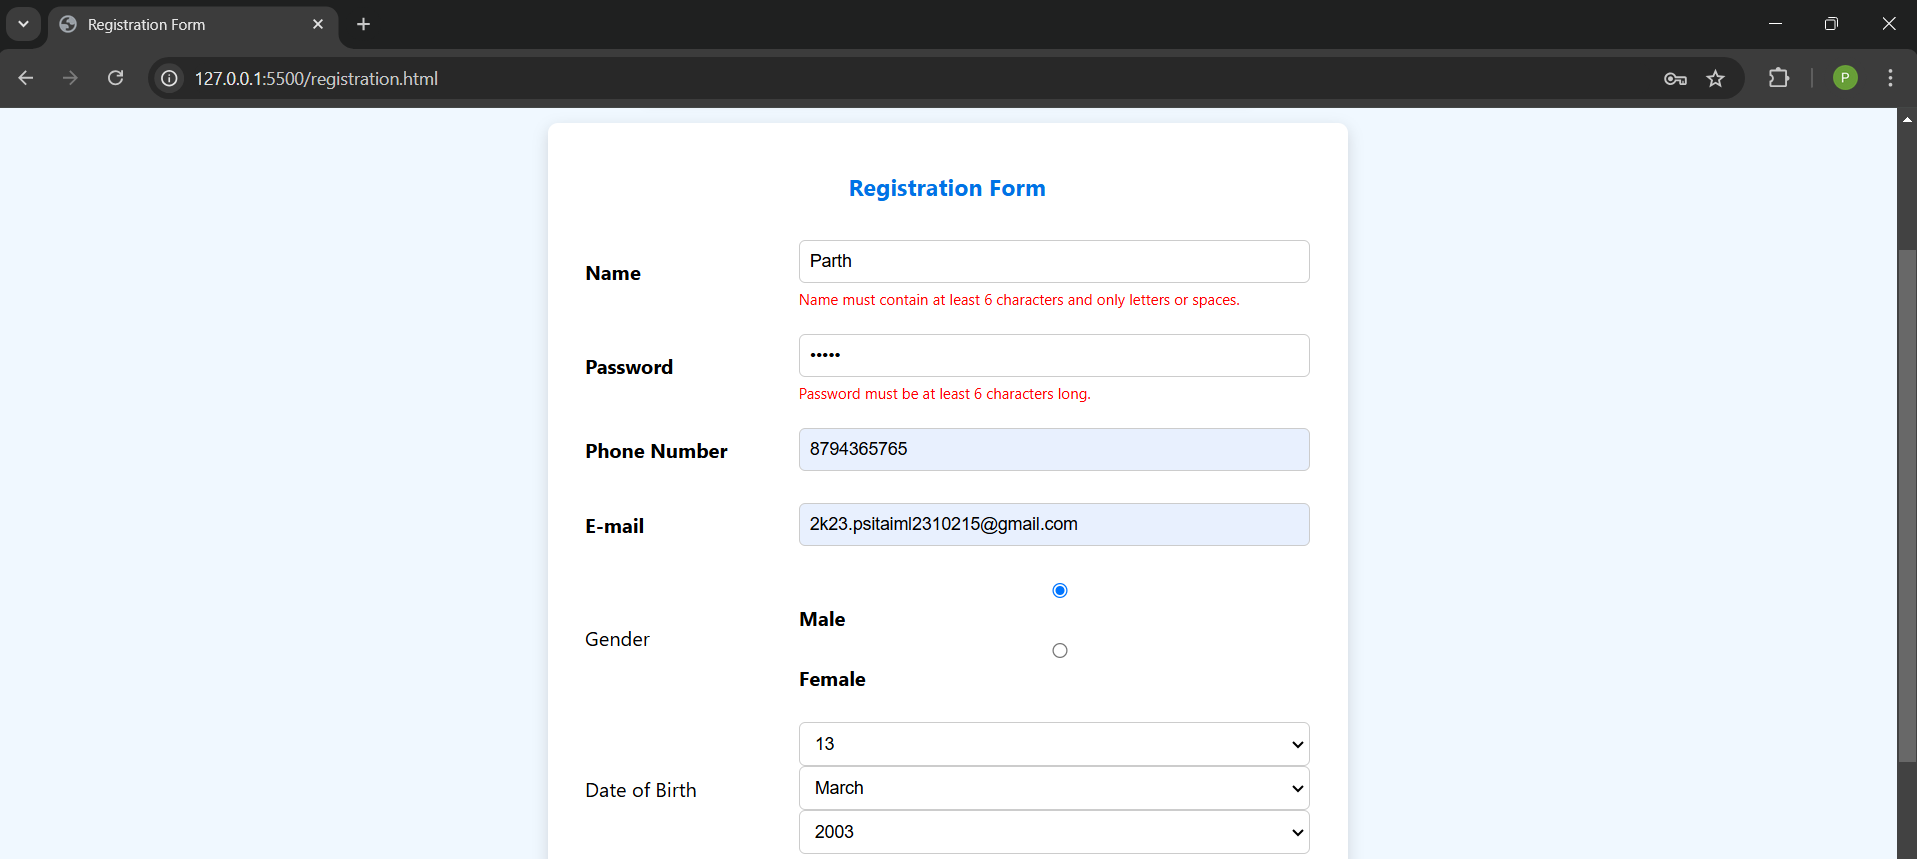 Registration Form
127.0.0.1:5500/registration.html
P
Registration Form
Name
Parth
Name must contain at least 6 characters and only letters or spaces.
Password
•••••
Password must be at least 6 characters long.
Phone Number
8794365765
E-mail
2k23.psitaiml2310215@gmail.com
Gender
Male
Female
Date of Birth
13
March
2003